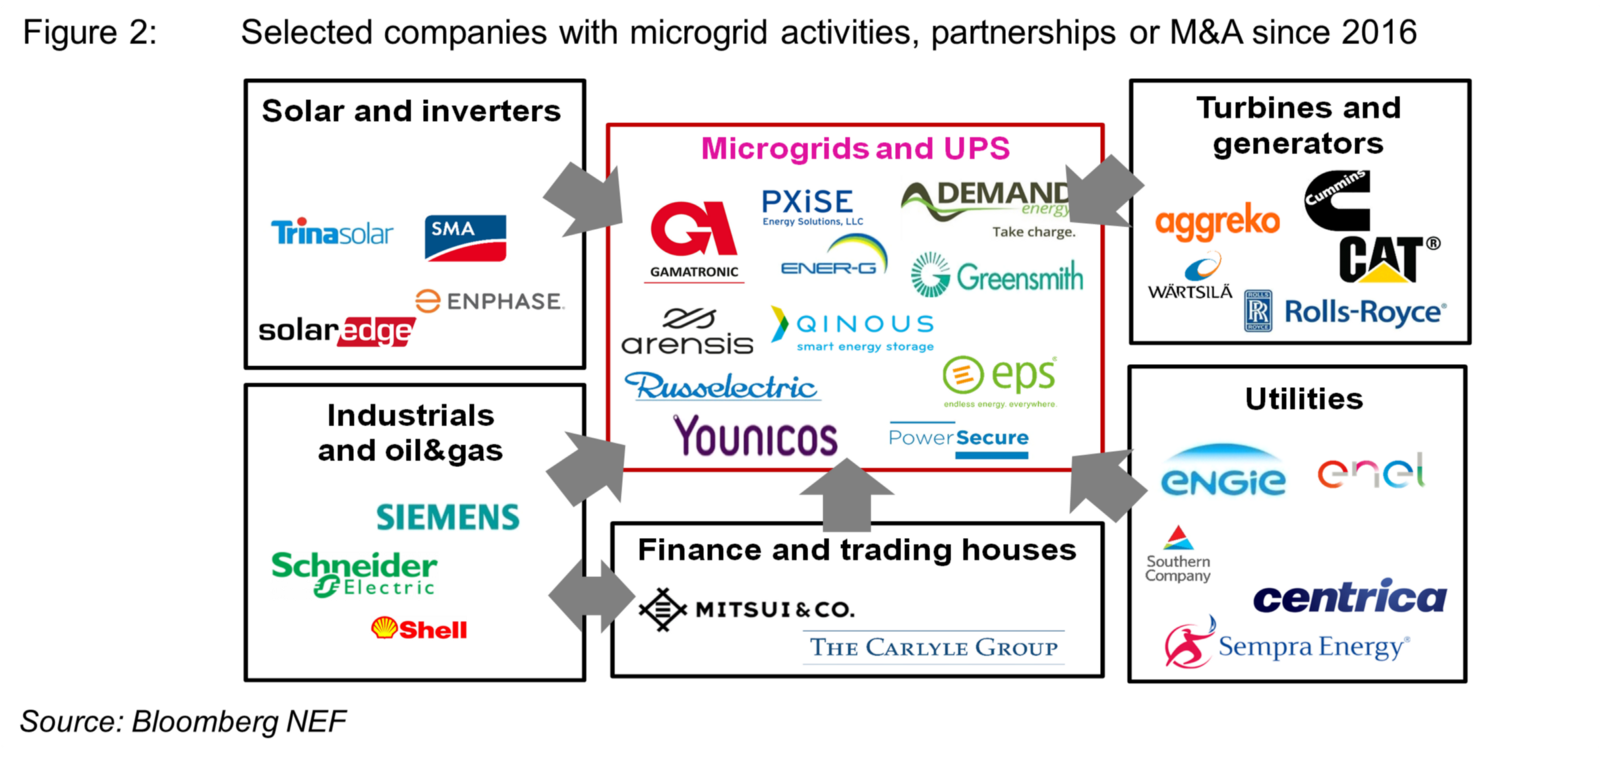 Figure 2: Selected companies with microgrid activities, partnerships or M&A since 2016
Solar and inverters
Trinasolar
SMA
ENPHASE.
solaredge
Industrials
and oil&gas
SIEMENS
Schneider
Electric
Shell
Microgrids and UPS
GAMATRONIC
PXiSE
Energy Solutions, LLC
DEMAND
energy
Take charge.
ENER-G
Greensmith
arensis
QINOUS
smart energy storage
Russelectric
eps
endless energy. everywhere.
YOUNICOS
PowerSecure
Finance and trading houses
MITSUI & CO.
THE CARLYLE GROUP
Turbines and
generators
aggreko
Cummins
CAT®
WÄRTSILÄ
ROLLS
RR
ROYCE
Rolls-Royce®
Utilities
ENGIE
enel
Southern
Company
centrica
Sempra Energy®
Source: Bloomberg NEF